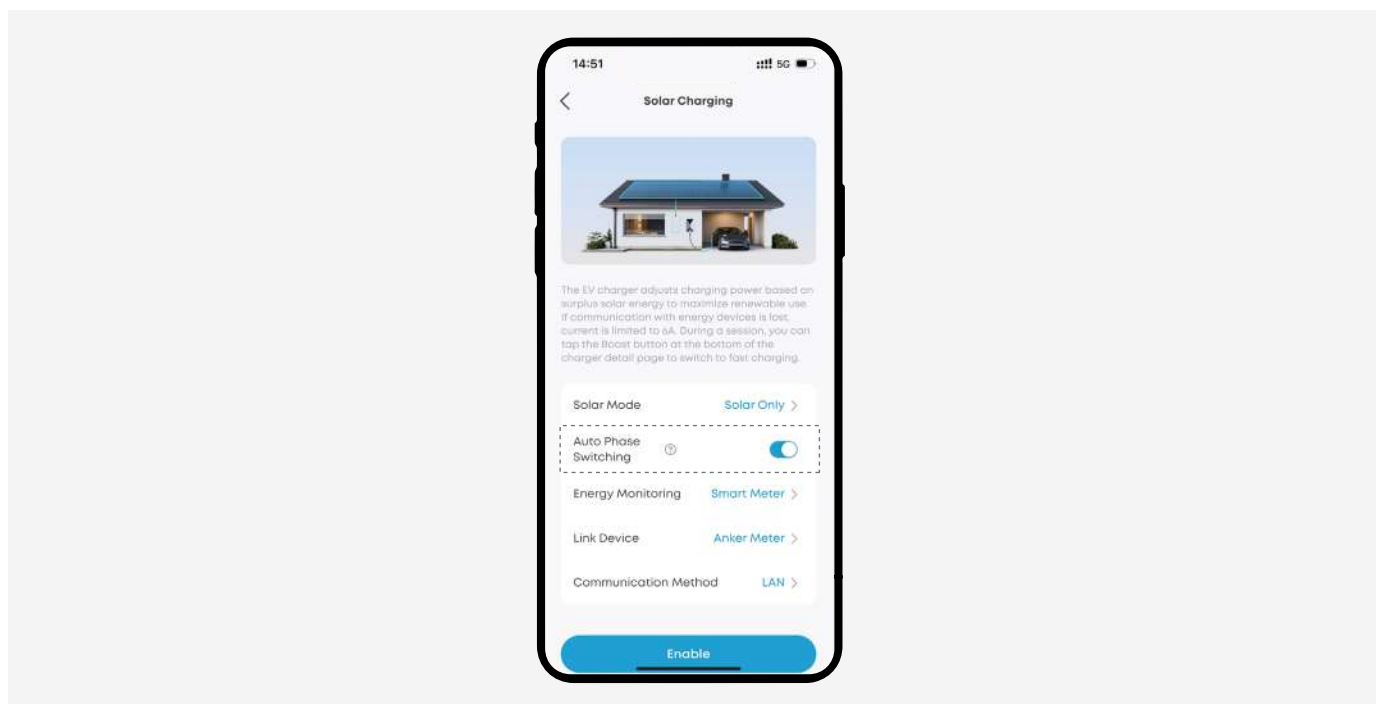 14:51
5G
Solar Charging
The EV charger adjusts charging power based on
surplus solar energy to maximize renewable use.
If communication with energy devices is lost,
current is limited to 6A. During a session, you can
tap the Boost button at the bottom of the
charger detail page to switch to fast charging.
Solar Mode Solar Only >
Auto Phase
Switching ?
Energy Monitoring Smart Meter >
Link Device Anker Meter >
Communication Method LAN >
Enable